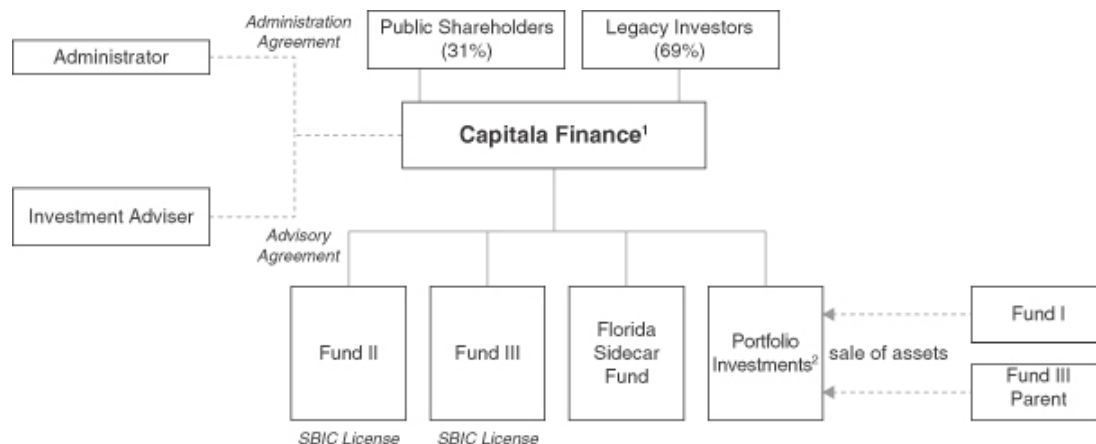 Administration
Agreement
Public Shareholders
(31%)
Legacy Investors
(69%)
Administrator
Capitala Finance¹
Investment Adviser
Advisory
Agreement
Fund II
Fund III
Florida
Sidecar
Fund
Portfolio
Investments²
sale of assets
Fund I
Fund III
Parent
SBIC License
SBIC License